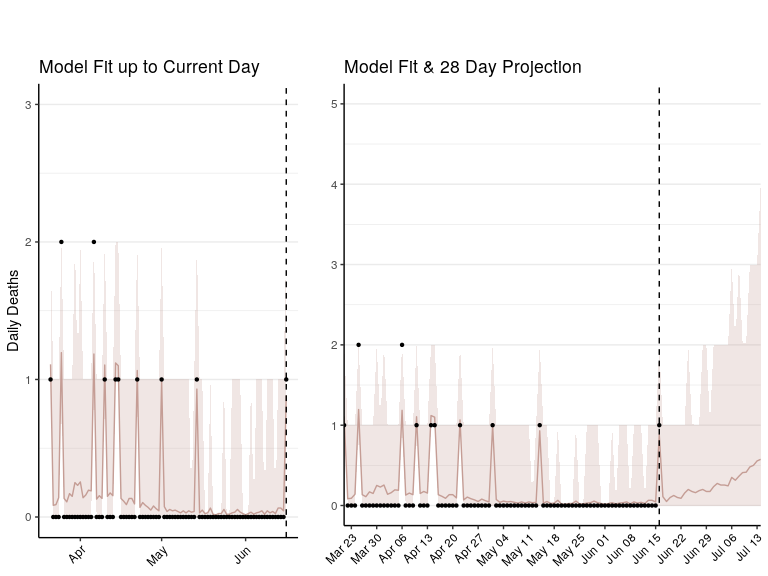 Model Fit up to Current Day
Model Fit & 28 Day Projection
Daily Deaths
3
2
1
0
Apr
May
Jun
5
4
3
2
1
0
Mar 23
Mar 30
Apr 06
Apr 13
Apr 20
Apr 27
May 04
May 11
May 18
May 25
Jun 01
Jun 08
Jun 15
Jun 22
Jun 29
Jul 06
Jul 13